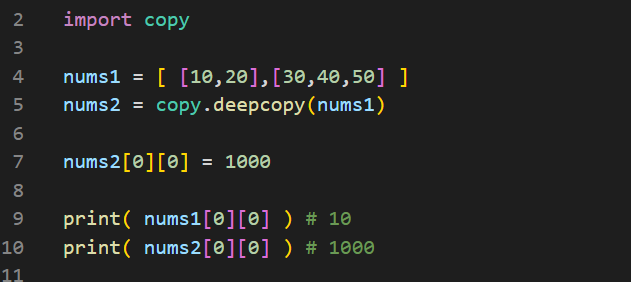 2 import copy
3
4 nums1 = [ [10,20],[30,40,50] ]
5 nums2 = copy.deepcopy(nums1)
6
7 nums2[0][0] = 1000
8
9 print( nums1[0][0] ) # 10
10 print( nums2[0][0] ) # 1000
11